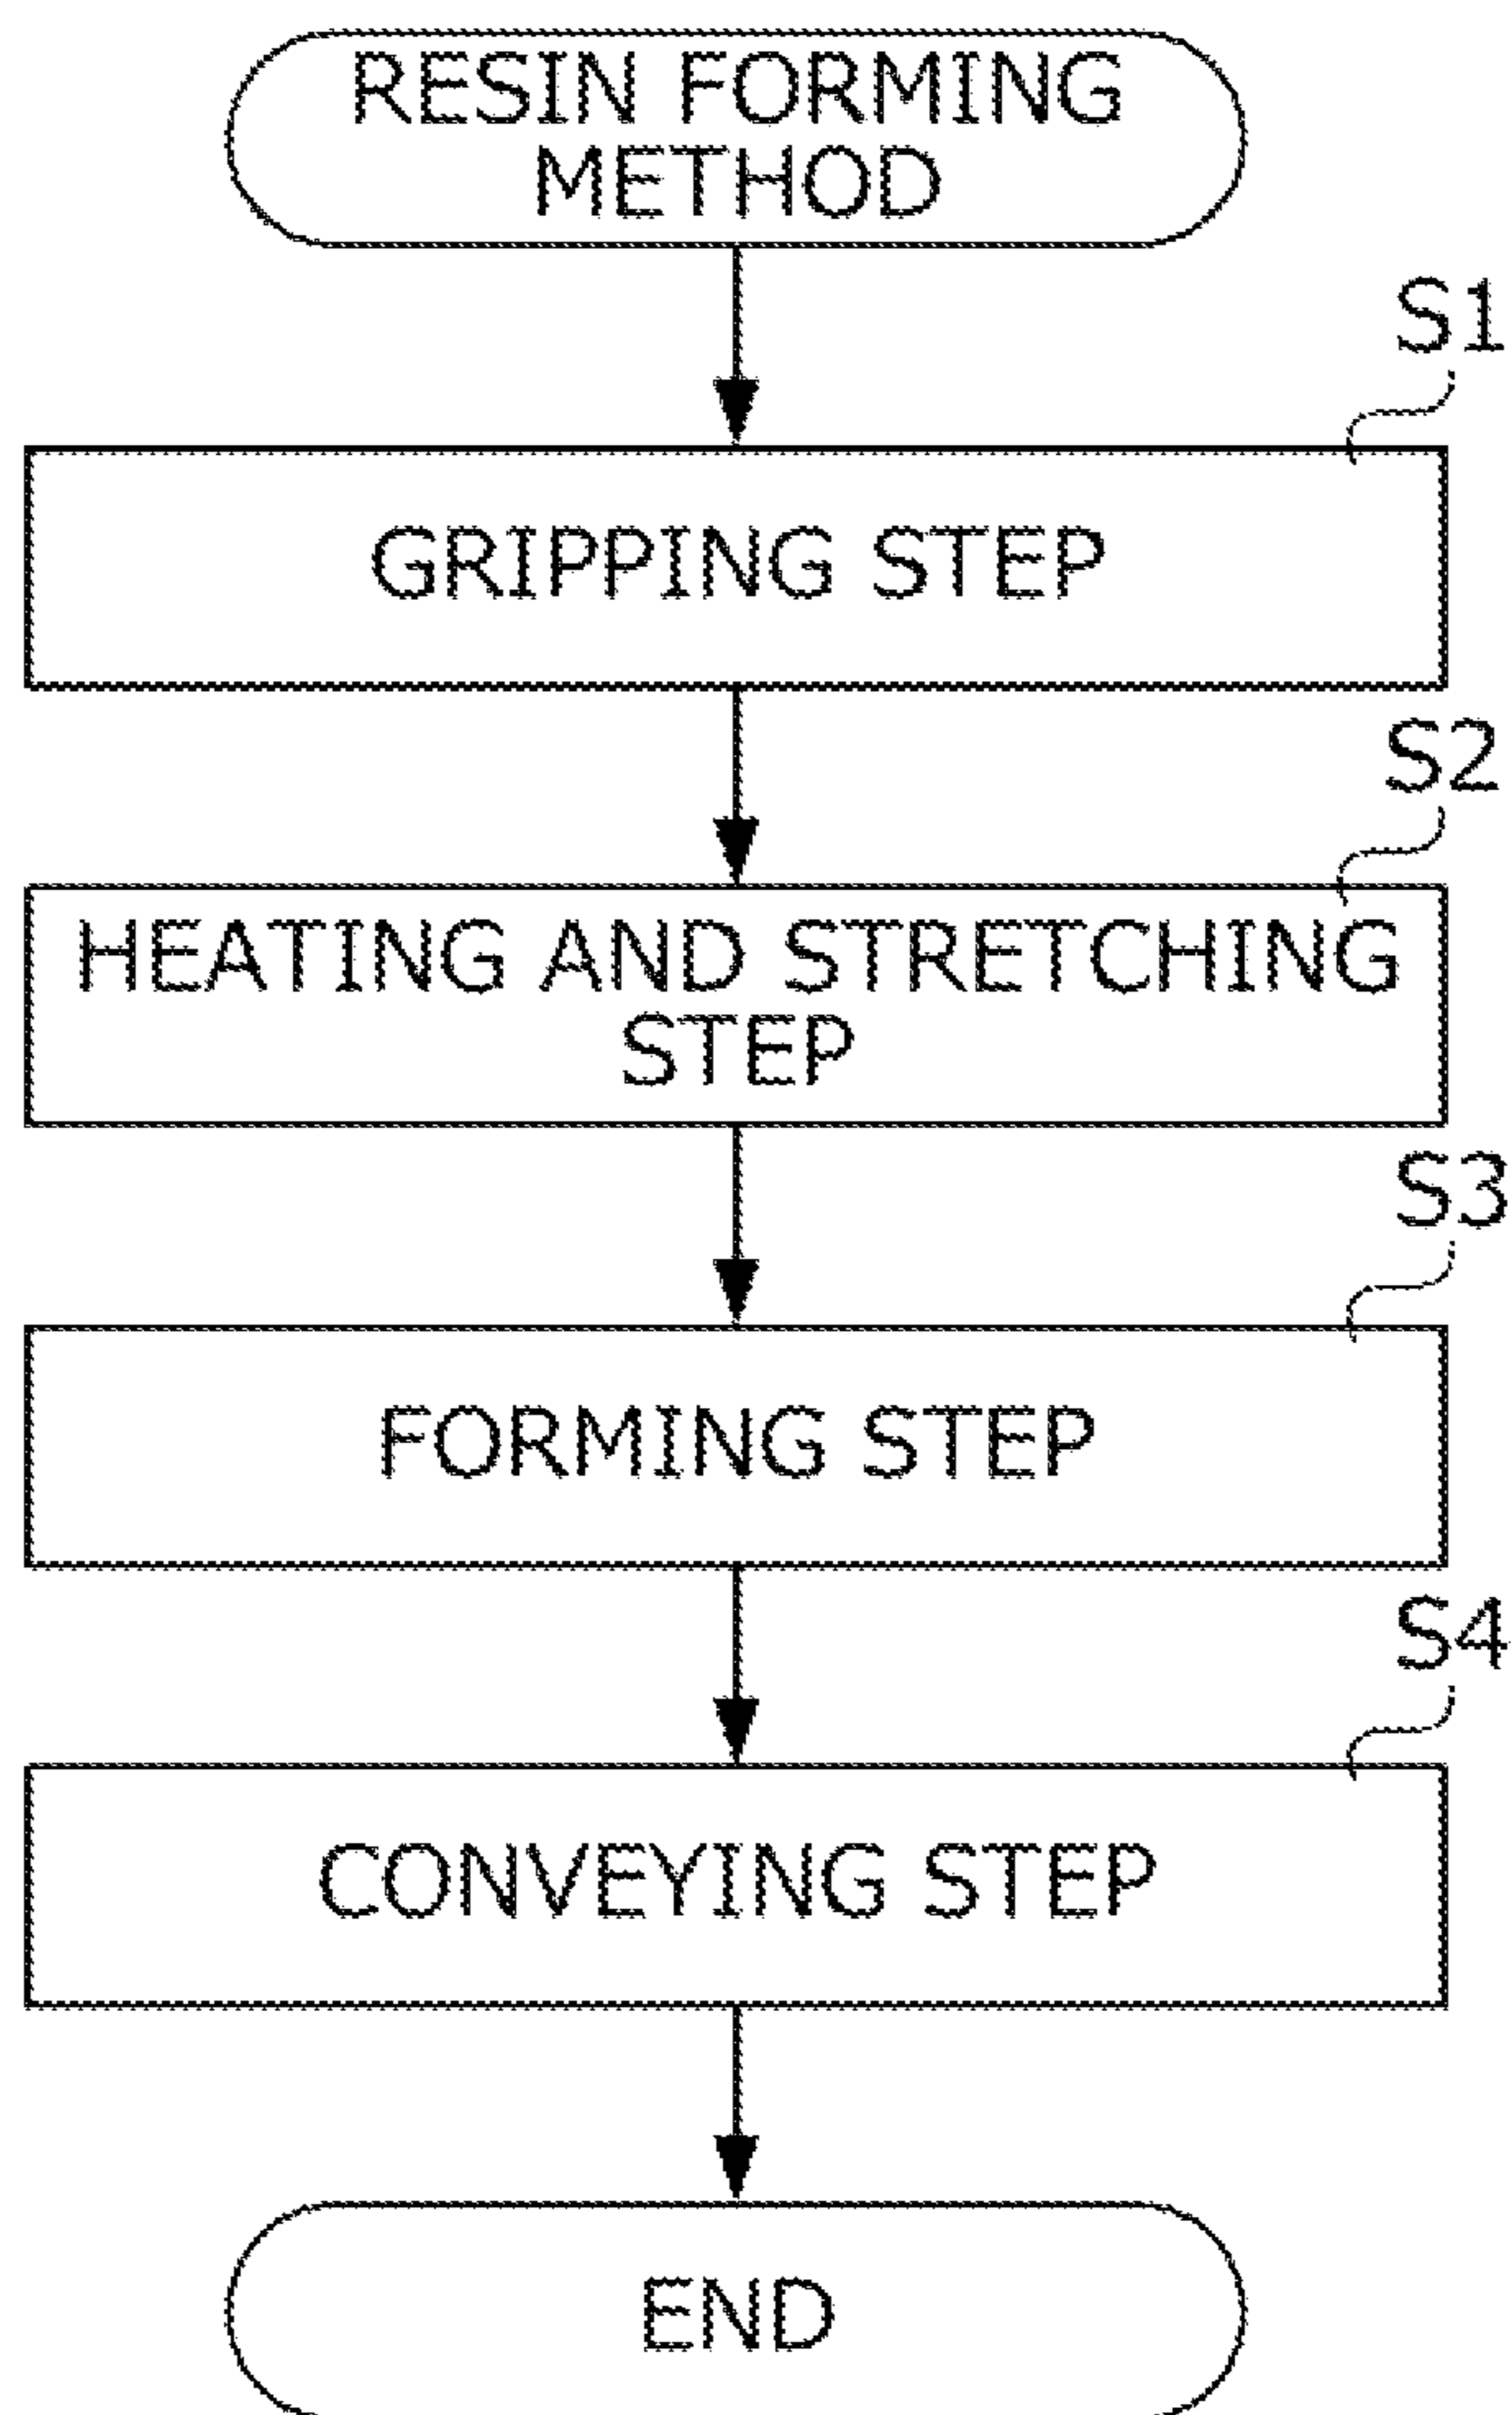 RESIN FORMING
METHOD
S1
GRIPPING STEP
S2
HEATING AND STRETCHING
STEP
S3
FORMING STEP
S4
CONVEYING STEP
END